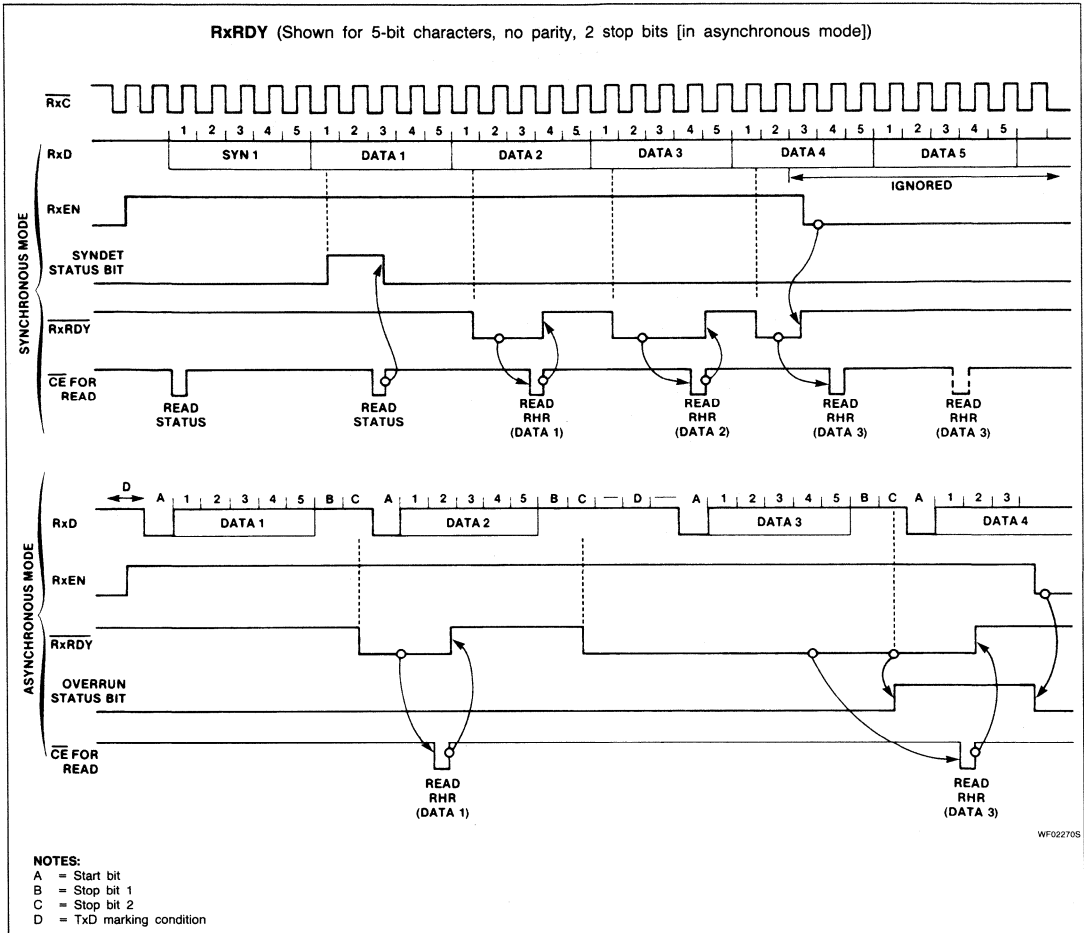 RxRDY (Shown for 5-bit characters, no parity, 2 stop bits [in asynchronous mode])
RxC
1 2 3 4 5 1 2 3 4 5 1 2 3 4 5. 1 2 3 4 5 1 2 3 4 5 1 2 3 4 5
RxD SYN 1 DATA 1 DATA 2 DATA 3 DATA 4 DATA 5
IGNORED
RxEN
SYNCHRONOUS MODE
SYNDET
STATUS BIT
RxRDY
CE FOR
READ
READ
STATUS
READ
STATUS
READ
RHR
(DATA 1)
READ
RHR
(DATA 2)
READ
RHR
(DATA 3)
READ
RHR
(DATA 3)
D A 1 2 3 4 5 B C A 1 2 3 4 5 B C D A 1 2 3 4 5 B C A 1 2 3
RxD DATA 1 DATA 2 DATA 3 DATA 4
ASYNCHRONOUS MODE
RxEN
RxRDY
OVERRUN
STATUS BIT
CE FOR
READ
READ
RHR
(DATA 1)
READ
RHR
(DATA 3)
WF02270S
NOTES:
A = Start bit
B = Stop bit 1
C = Stop bit 2
D = TxD marking condition